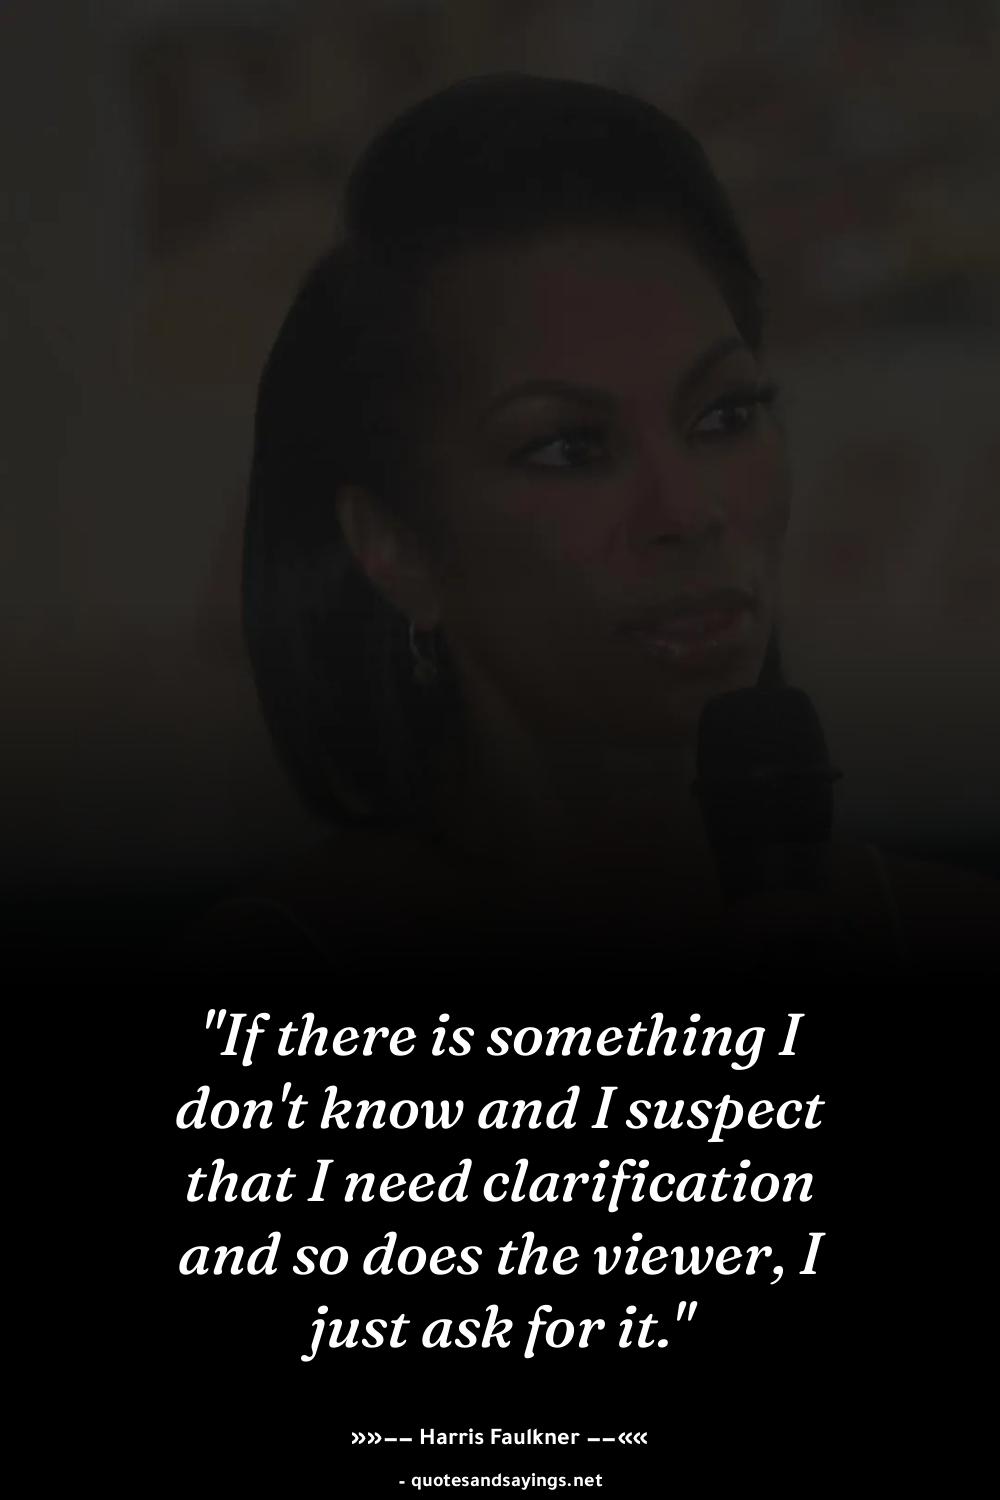 "If there is something I
don't know and I suspect
that I need clarification
and so does the viewer, I
just ask for it."
»»–– Harris Faulkner ––««
- quotesandsayings.net